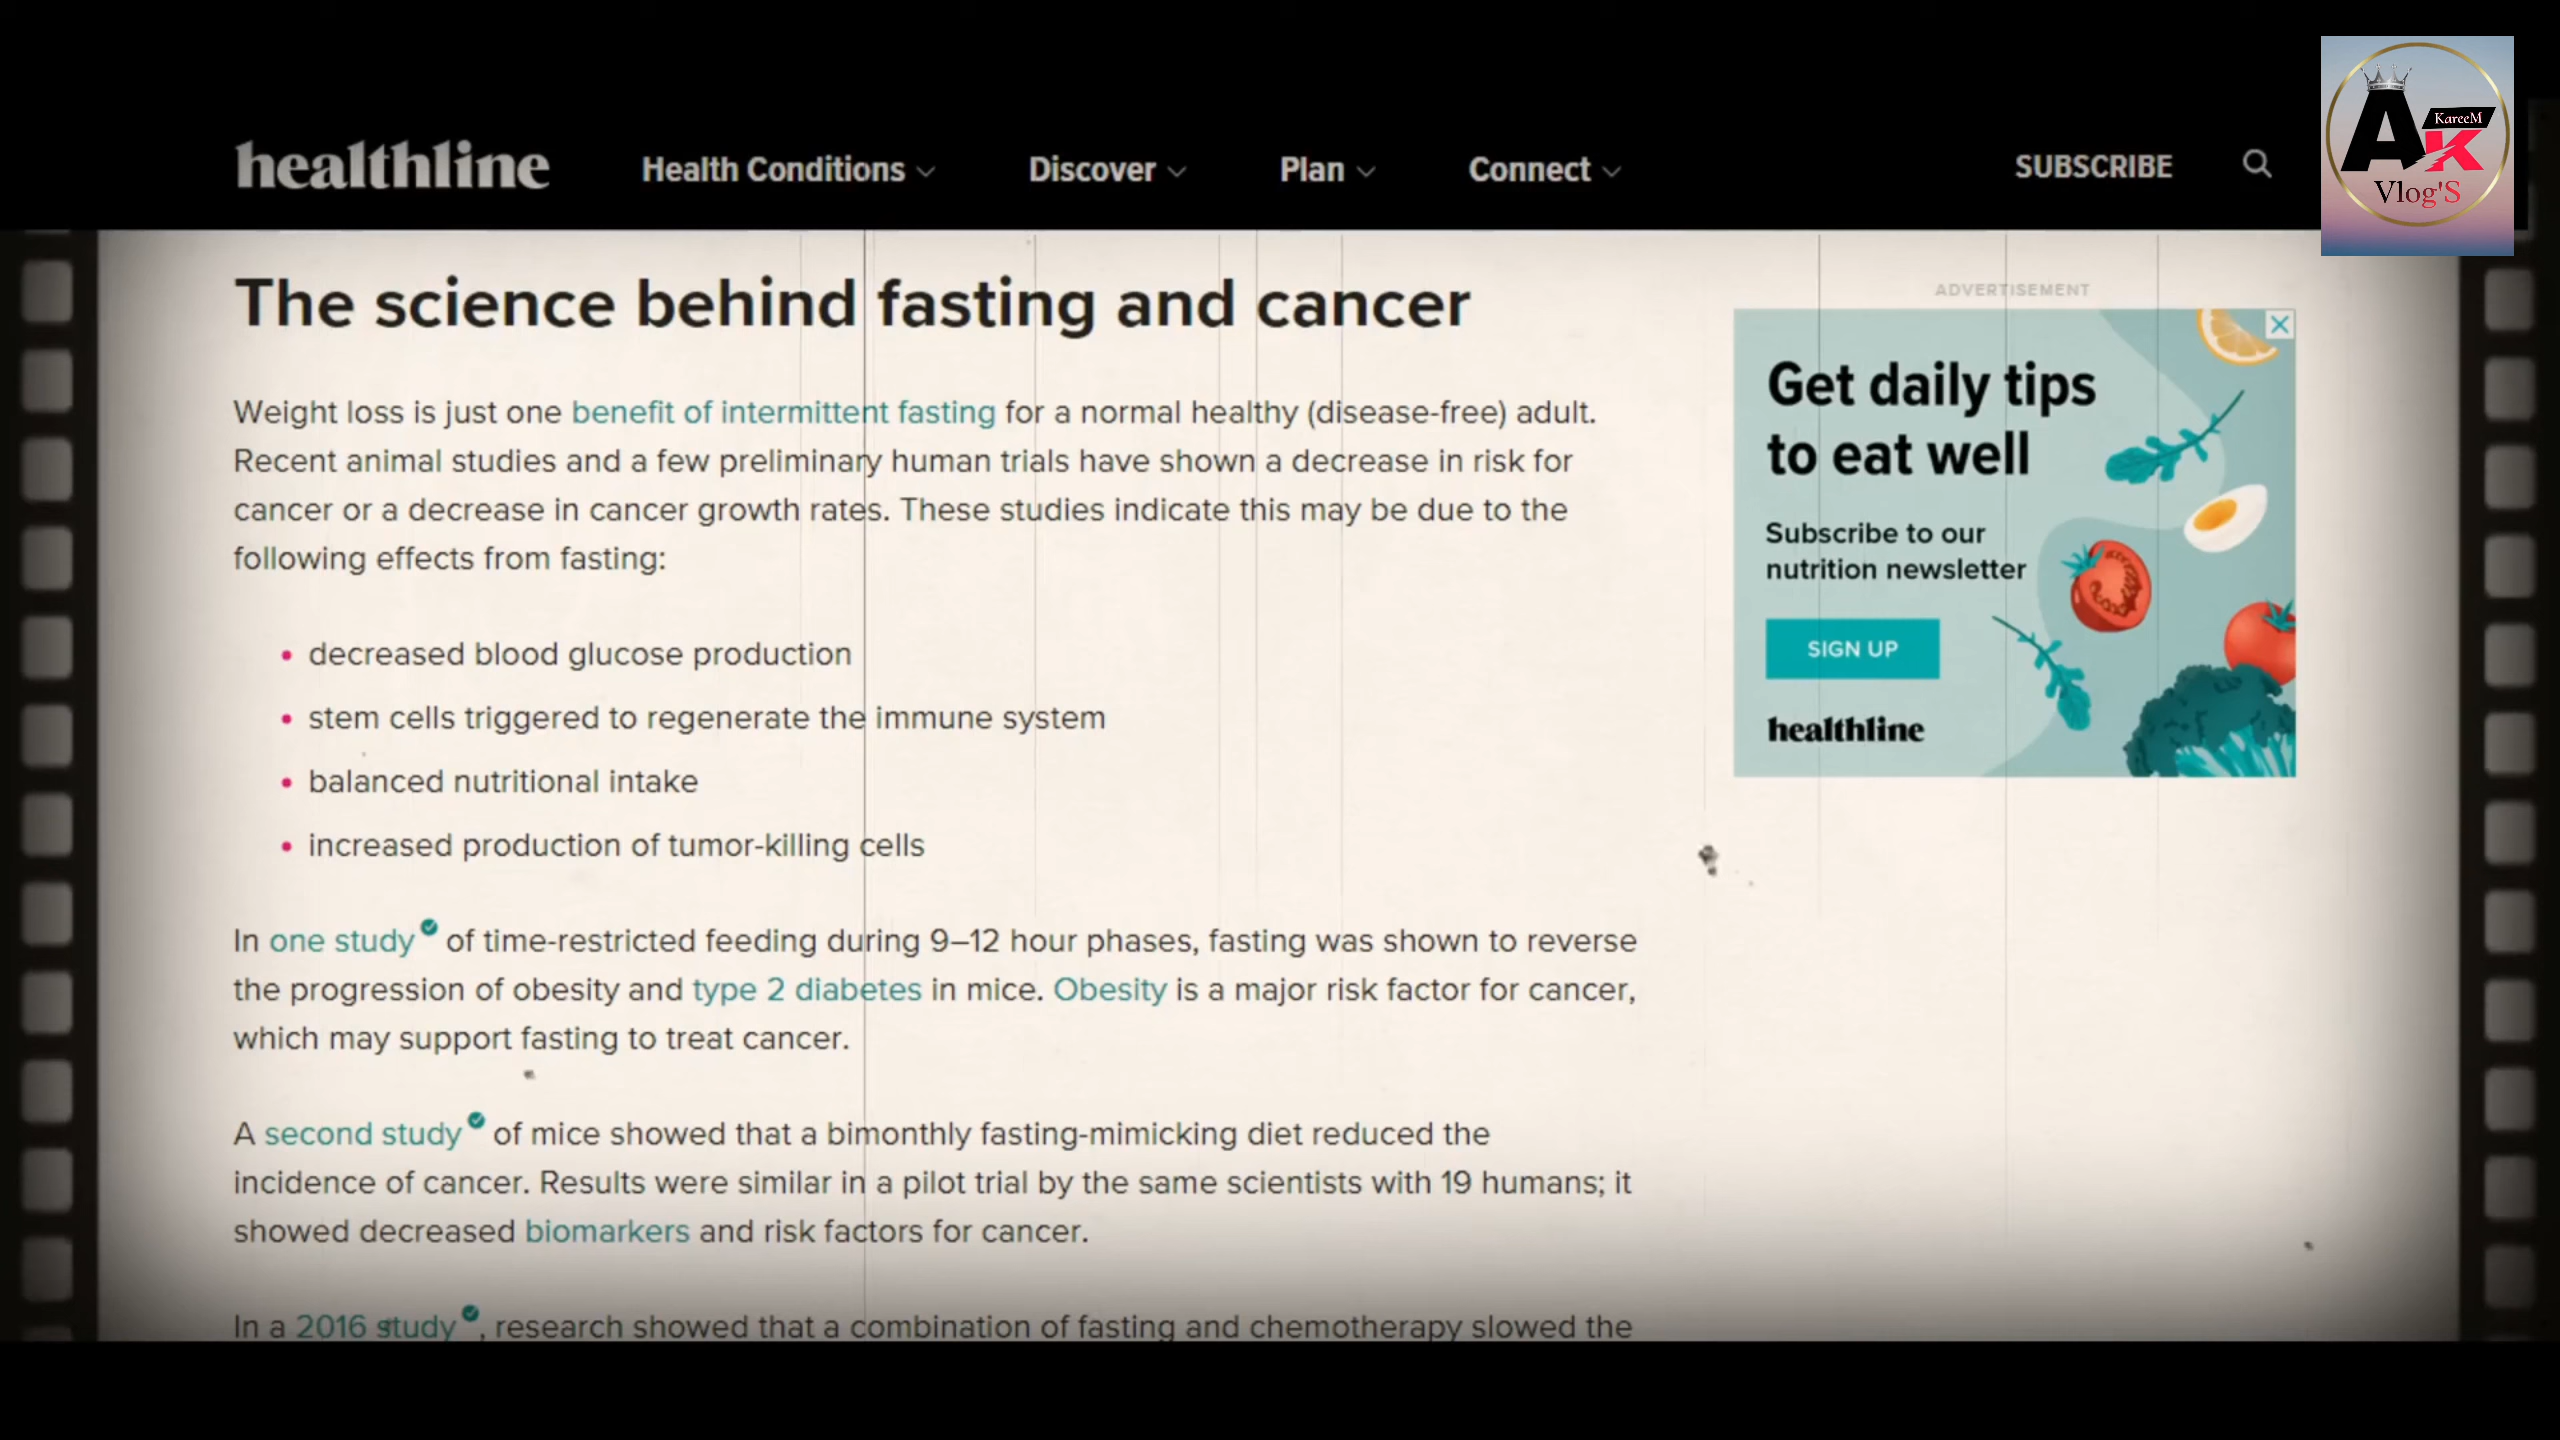 healthline
Health Conditions
Discover
Plan
Connect
SUBSCRIBE
A
KareeM
K
Vlog'S
The science behind fasting and cancer
Weight loss is just one benefit of intermittent fasting for a normal healthy (disease-free) adult.
Recent animal studies and a few preliminary human trials have shown a decrease in risk for
cancer or a decrease in cancer growth rates. These studies indicate this may be due to the
following effects from fasting:
• decreased blood glucose production
• stem cells triggered to regenerate the immune system
• balanced nutritional intake
• increased production of tumor-killing cells
In one study of time-restricted feeding during 9–12 hour phases, fasting was shown to reverse
the progression of obesity and type 2 diabetes in mice. Obesity is a major risk factor for cancer,
which may support fasting to treat cancer.
A second study of mice showed that a bimonthly fasting-mimicking diet reduced the
incidence of cancer. Results were similar in a pilot trial by the same scientists with 19 humans; it
showed decreased biomarkers and risk factors for cancer.
In a 2016 study, research showed that a combination of fasting and chemotherapy slowed the
ADVERTISEMENT
Get daily tips
to eat well
Subscribe to our
nutrition newsletter
SIGN UP
healthline